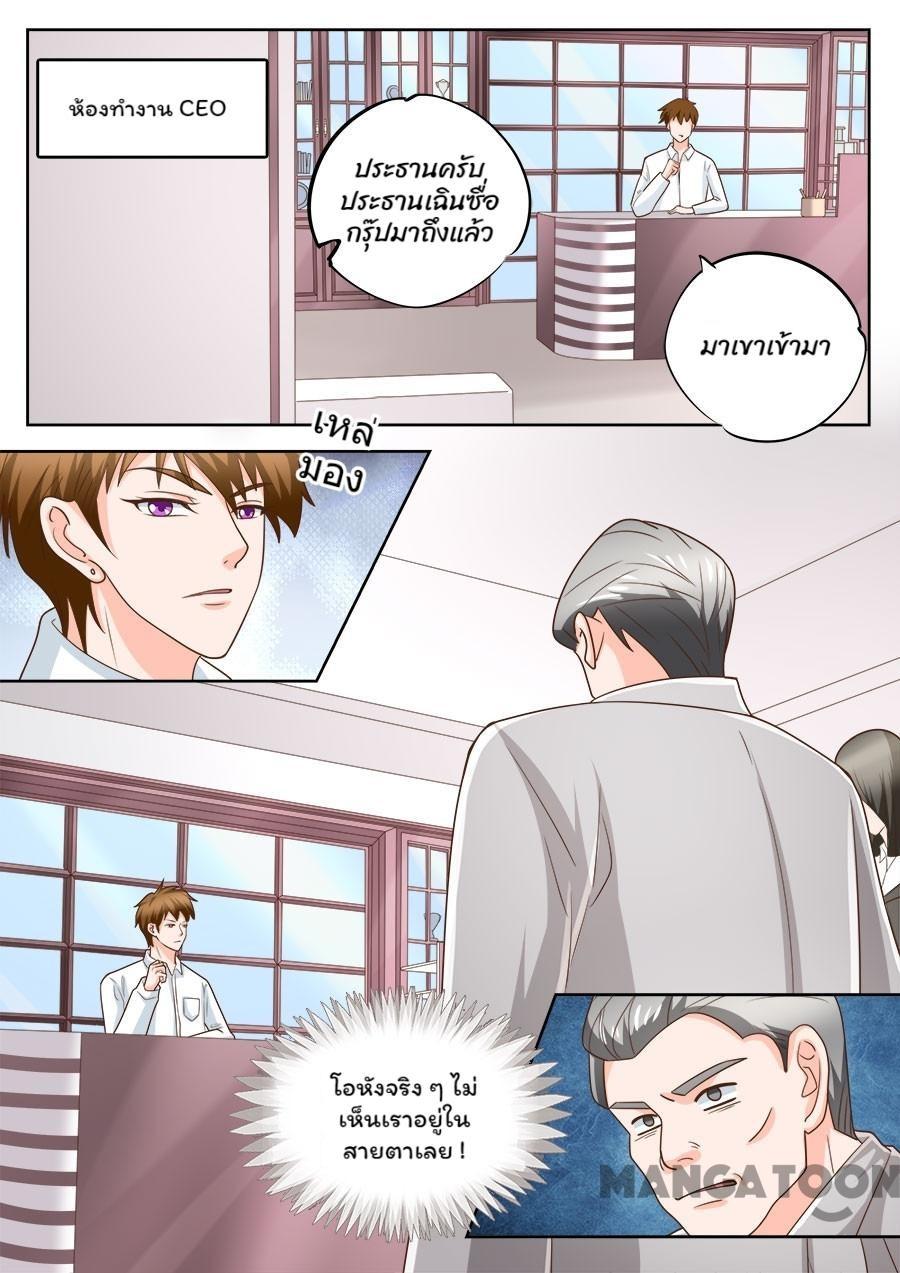 ห้องทำงาน CEO
ประธานครับ
ประธานเฉินซื่อ
กรุ๊ปมาถึงแล้ว
มาเขาเข้ามา
เหล่
มอง
โอหังจริง ๆ ไม่
เห็นเราอยู่ใน
สายตาเลย !
MANGATOON